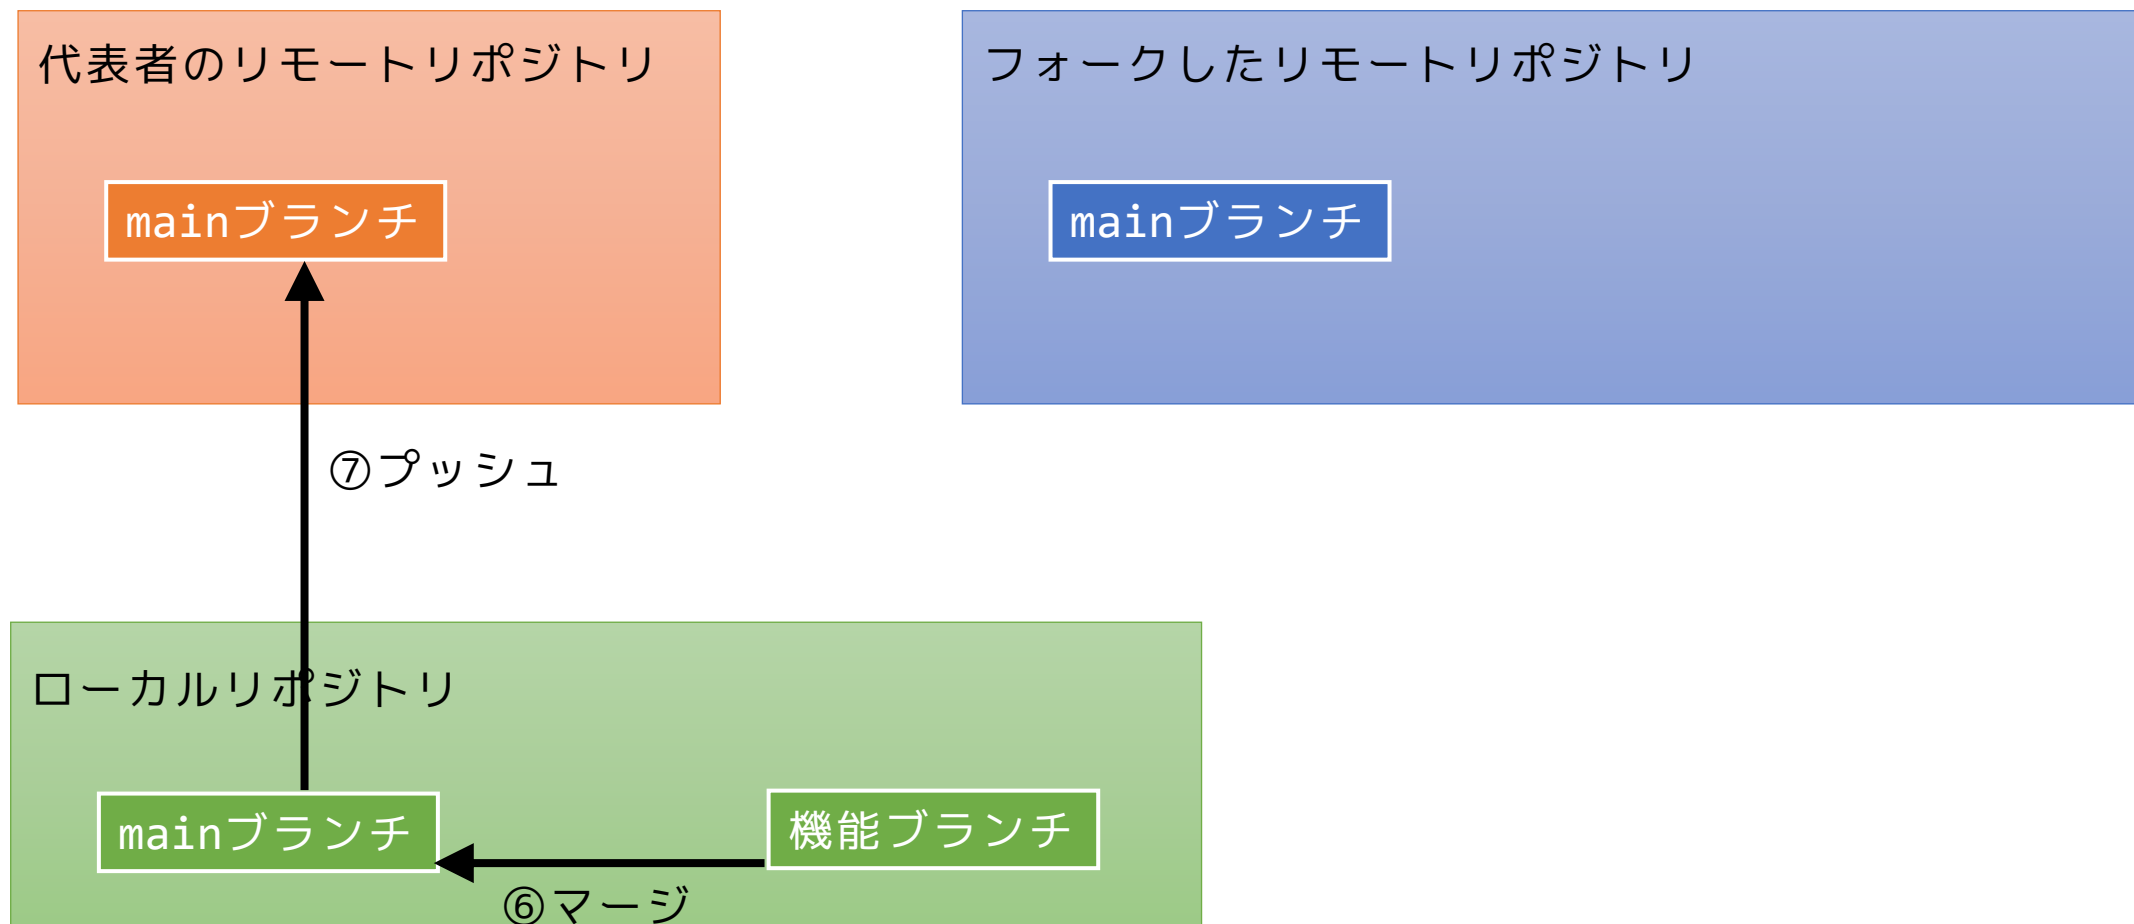 代表者のリモートリポジトリ
フォークしたリモートリポジトリ
mainブランチ
mainブランチ
⑦プッシュ
ローカルリポジトリ
mainブランチ
機能ブランチ
⑥マージ